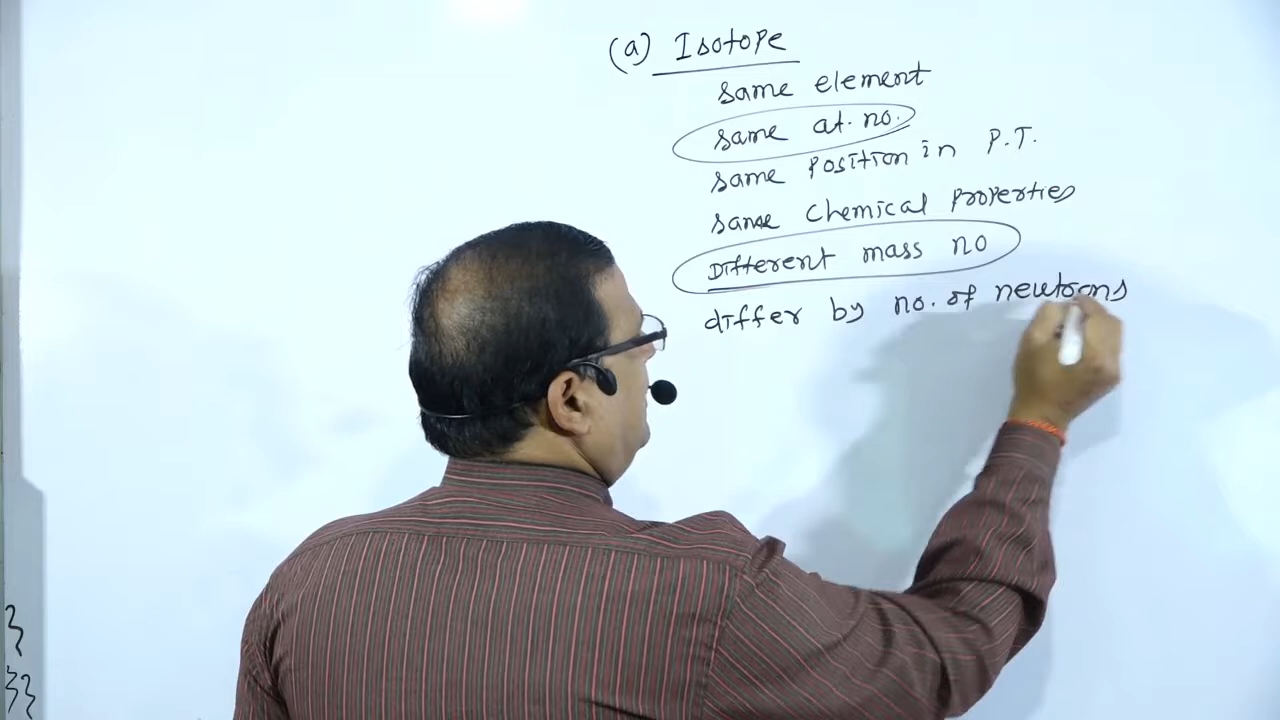 (a) Isotope
same element
same at. no.
same position in P.T.
same chemical properties
Different mass no
differ by no. of neutrons